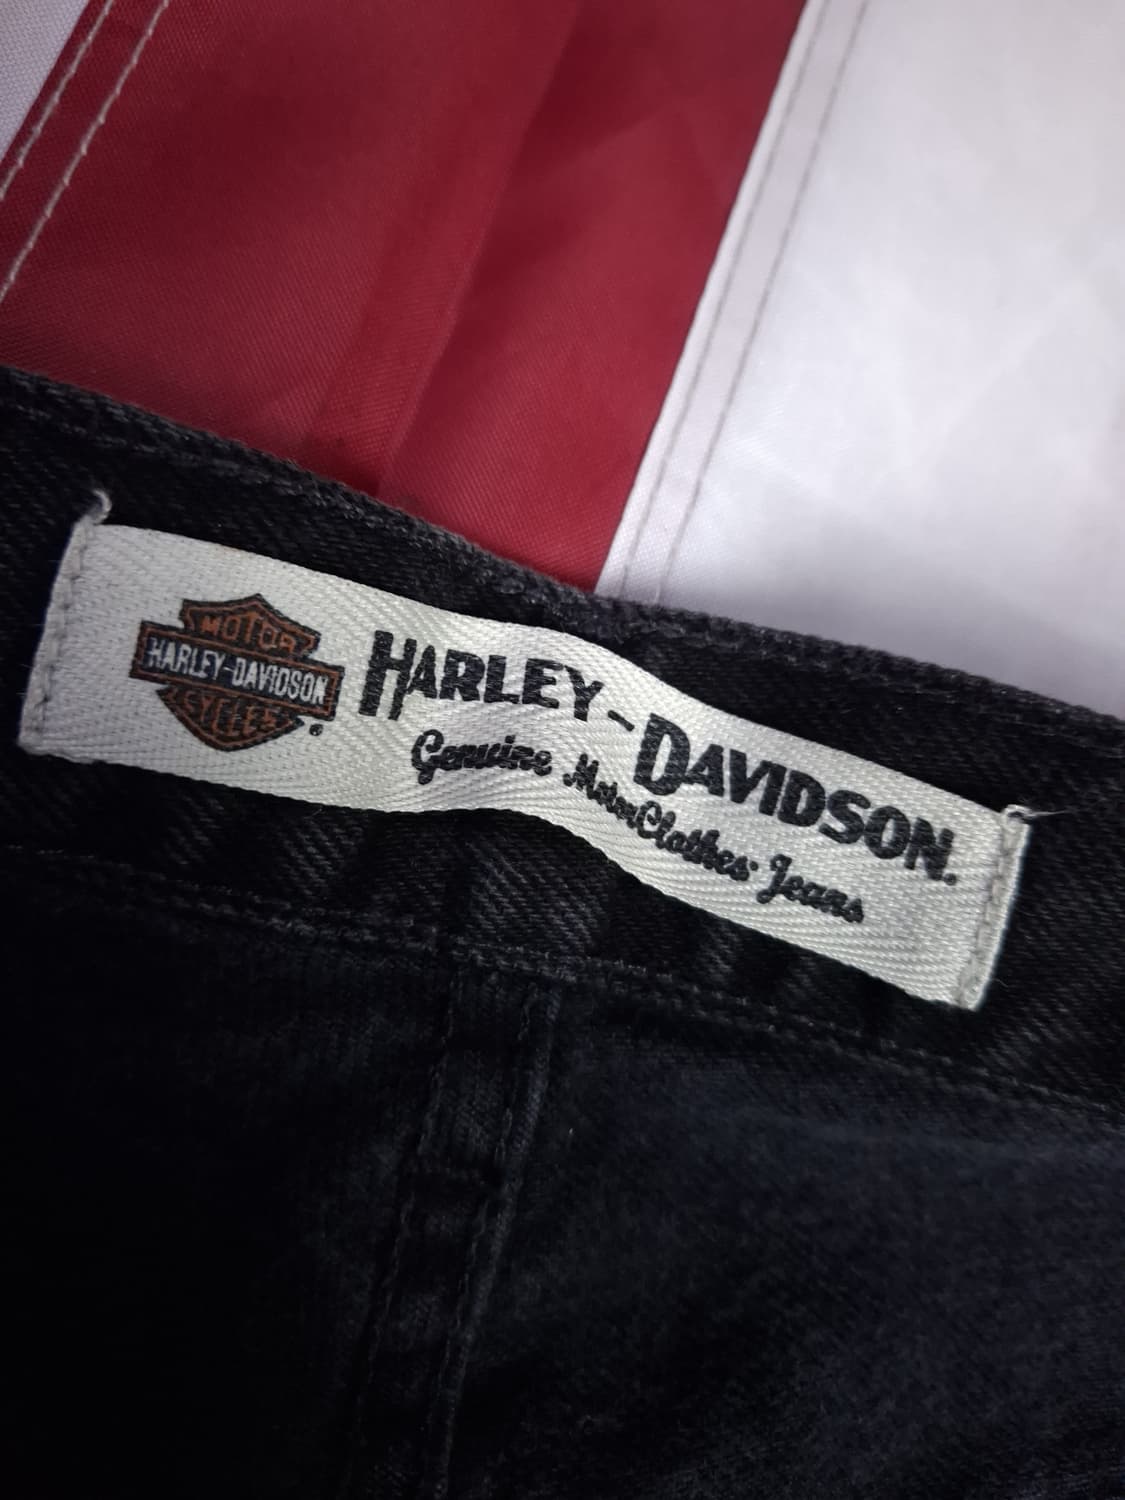 MOTOR
HARLEY-DAVIDSON
CYCLES
HARLEY-DAVIDSON.
Genuine MotorClothes® Jeans